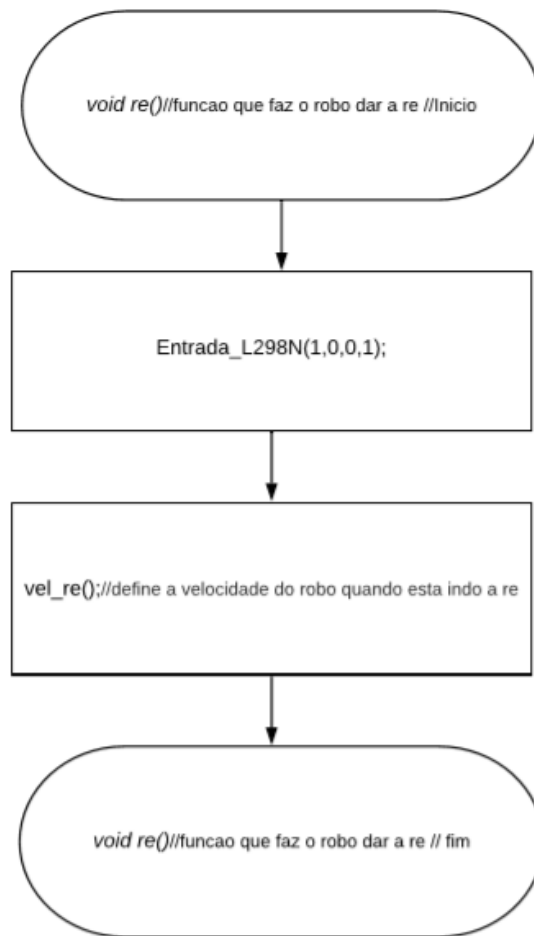 void re()//funcao que faz o robo dar a re //Inicio
Entrada_L298N(1,0,0,1);
vel_re();//define a velocidade do robo quando esta indo a re
void re()//funcao que faz o robo dar a re // fim